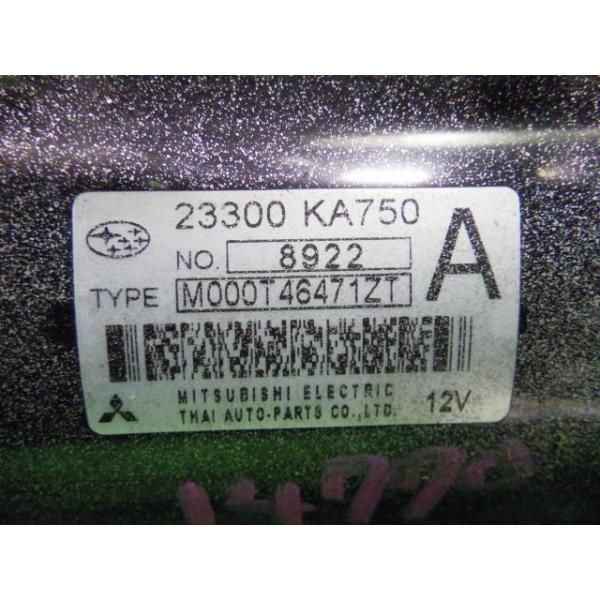 23300 KA750
A
NO. 8922
TYPE M000T46471ZT
MITSUBISHI ELECTRIC
THAI AUTO-PARTS CO.,LTD.
12V